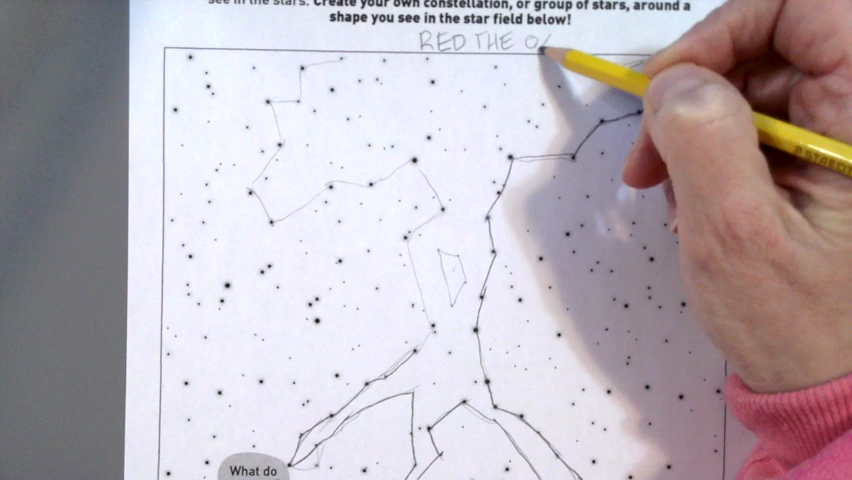 see in the stars. Create your own constellation, or group of stars, around a
shape you see in the star field below!
RED THE
What do